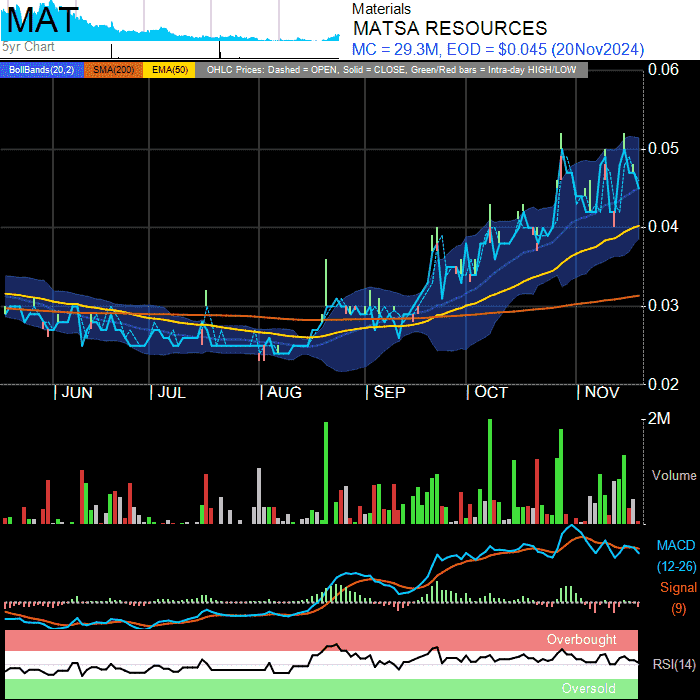 MAT
5yr Chart
Materials
MATSA RESOURCES
MC = 29.3M, EOD = $0.045 (20Nov2024)
BollBands(20,2) SMA(200) EMA(50) OHLC Prices: Dashed = OPEN, Solid = CLOSE, Green/Red bars = Intra-day HIGH/LOW
0.06
0.05
0.04
0.03
0.02
JUN JUL AUG SEP OCT NOV
2M
Volume
MACD
(12-26)
Signal
(9)
Overbought
RSI(14)
Oversold